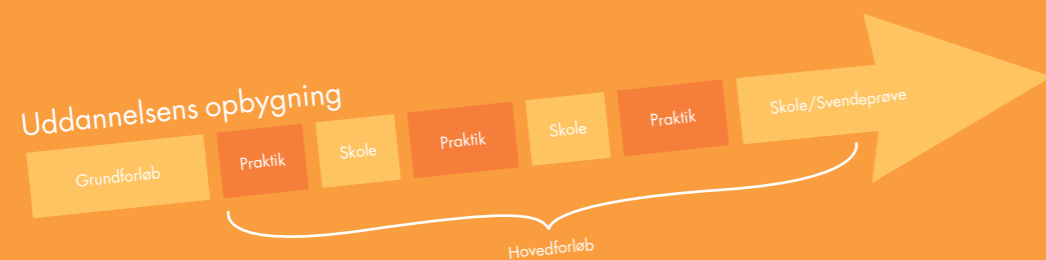 Uddannelsens opbygning
Grundforløb
Praktik
Skole
Praktik
Skole
Praktik
Skole/Svendeprøve
Hovedforløb